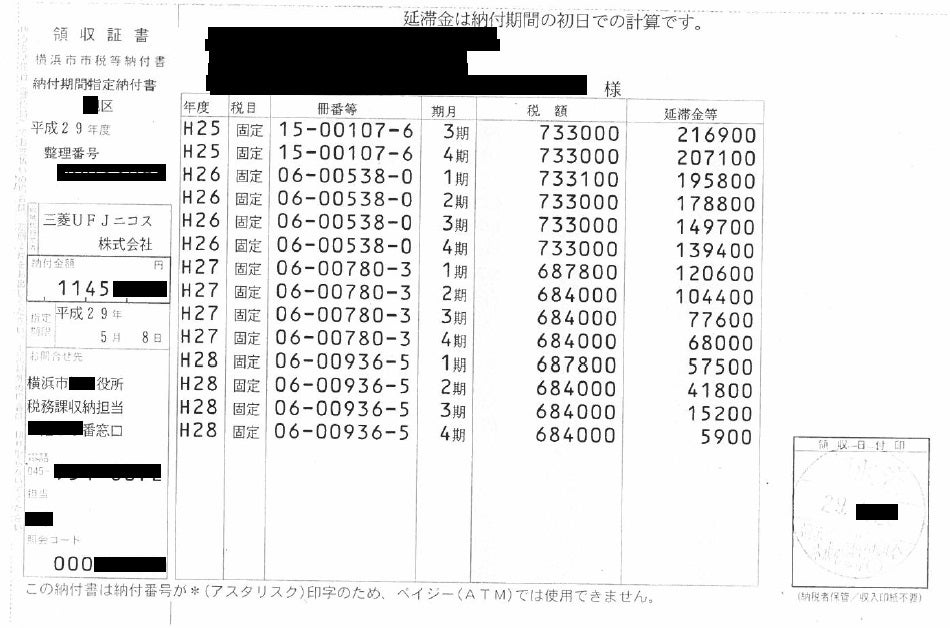 延滞金は納付期間の初日での計算です。
領収証書
横浜市市税等納付書
納付期間指定納付書
区
平成29年度
整理番号
様
年度 税目 冊番等 期月 税額 延滞金等
H25 固定 15-00107-6 3期 733000 216900
H25 固定 15-00107-6 4期 733000 207100
H26 固定 06-00538-0 1期 733100 195800
H26 固定 06-00538-0 2期 733000 178800
H26 固定 06-00538-0 3期 733000 149700
H26 固定 06-00538-0 4期 733000 139400
H27 固定 06-00780-3 1期 687800 120600
H27 固定 06-00780-3 2期 684000 104400
H27 固定 06-00780-3 3期 684000 77600
H27 固定 06-00780-3 4期 684000 68000
H28 固定 06-00936-5 1期 687800 57500
H28 固定 06-00936-5 2期 684000 41800
H28 固定 06-00936-5 3期 684000 15200
H28 固定 06-00936-5 4期 684000 5900
三菱UFJニコス
株式会社
納付金額 円
1145
指定期限
平成29年
5月 8日
お問合せ先
横浜市 役所
税務課収納担当
番窓口
電話
045-
担当
照会コード
000
領収日付印
29.
(納税者保管/収入印紙不要)
この納付書は納付番号が*(アスタリスク)印字のため、ペイジー(ATM)では使用できません。